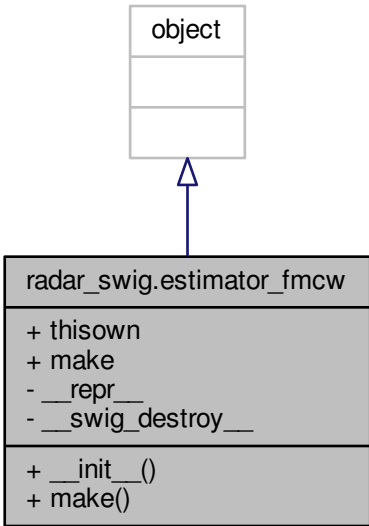 object
radar_swig.estimator_fmcw
+ thisown
+ make
- __repr__
- __swig_destroy__
+ __init__()
+ make()